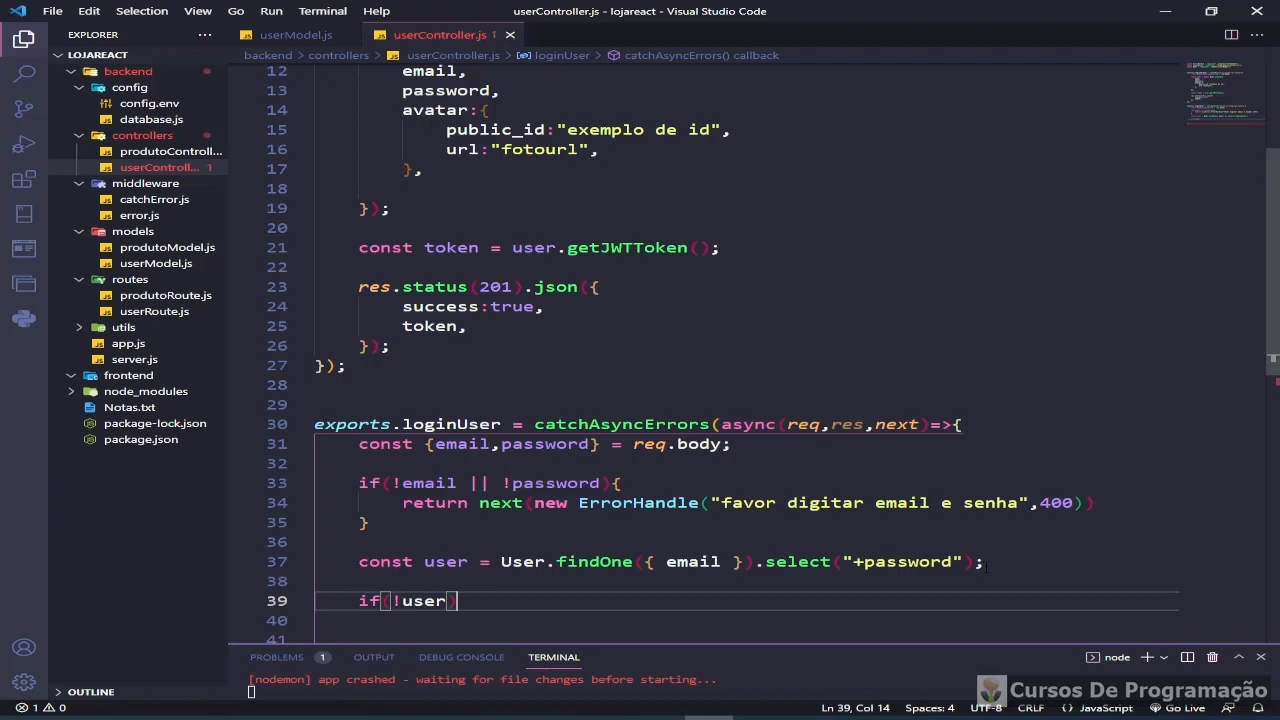 File Edit Selection View Go Run Terminal Help
userController.js - lojareact - Visual Studio Code
EXPLORER
LOJAREACT
backend
config
config.env
database.js
controllers
produtoControll...
userControll... 1
middleware
catchError.js
error.js
models
produtoModel.js
userModel.js
routes
produtoRoute.js
userRoute.js
utils
app.js
server.js
frontend
node_modules
Notas.txt
package-lock.json
package.json
OUTLINE
userModel.js
userController.js 1
backend > controllers > userController.js > loginUser > catchAsyncErrors() callback
12 email,
13 password,
14 avatar:{
15 public_id:"exemplo de id",
16 url:"fotourl",
17 },
18
19 });
20
21 const token = user.getJWTToken();
22
23 res.status(201).json({
24 success:true,
25 token,
26 });
27 });
28
29
30 exports.loginUser = catchAsyncErrors(async(req,res,next)=>{
31 const {email,password} = req.body;
32
33 if(!email || !password){
34 return next(new ErrorHandle("favor digitar email e senha",400))
35 }
36
37 const user = User.findOne({ email }).select("+password");
38
39 if(!user)
40
41
PROBLEMS 1 OUTPUT DEBUG CONSOLE TERMINAL
node
[nodemon] app crashed - waiting for file changes before starting...
Cursos De Programação
1 0
Ln 39, Col 14 Spaces: 4 UTF-8 CRLF {} JavaScript Go Live